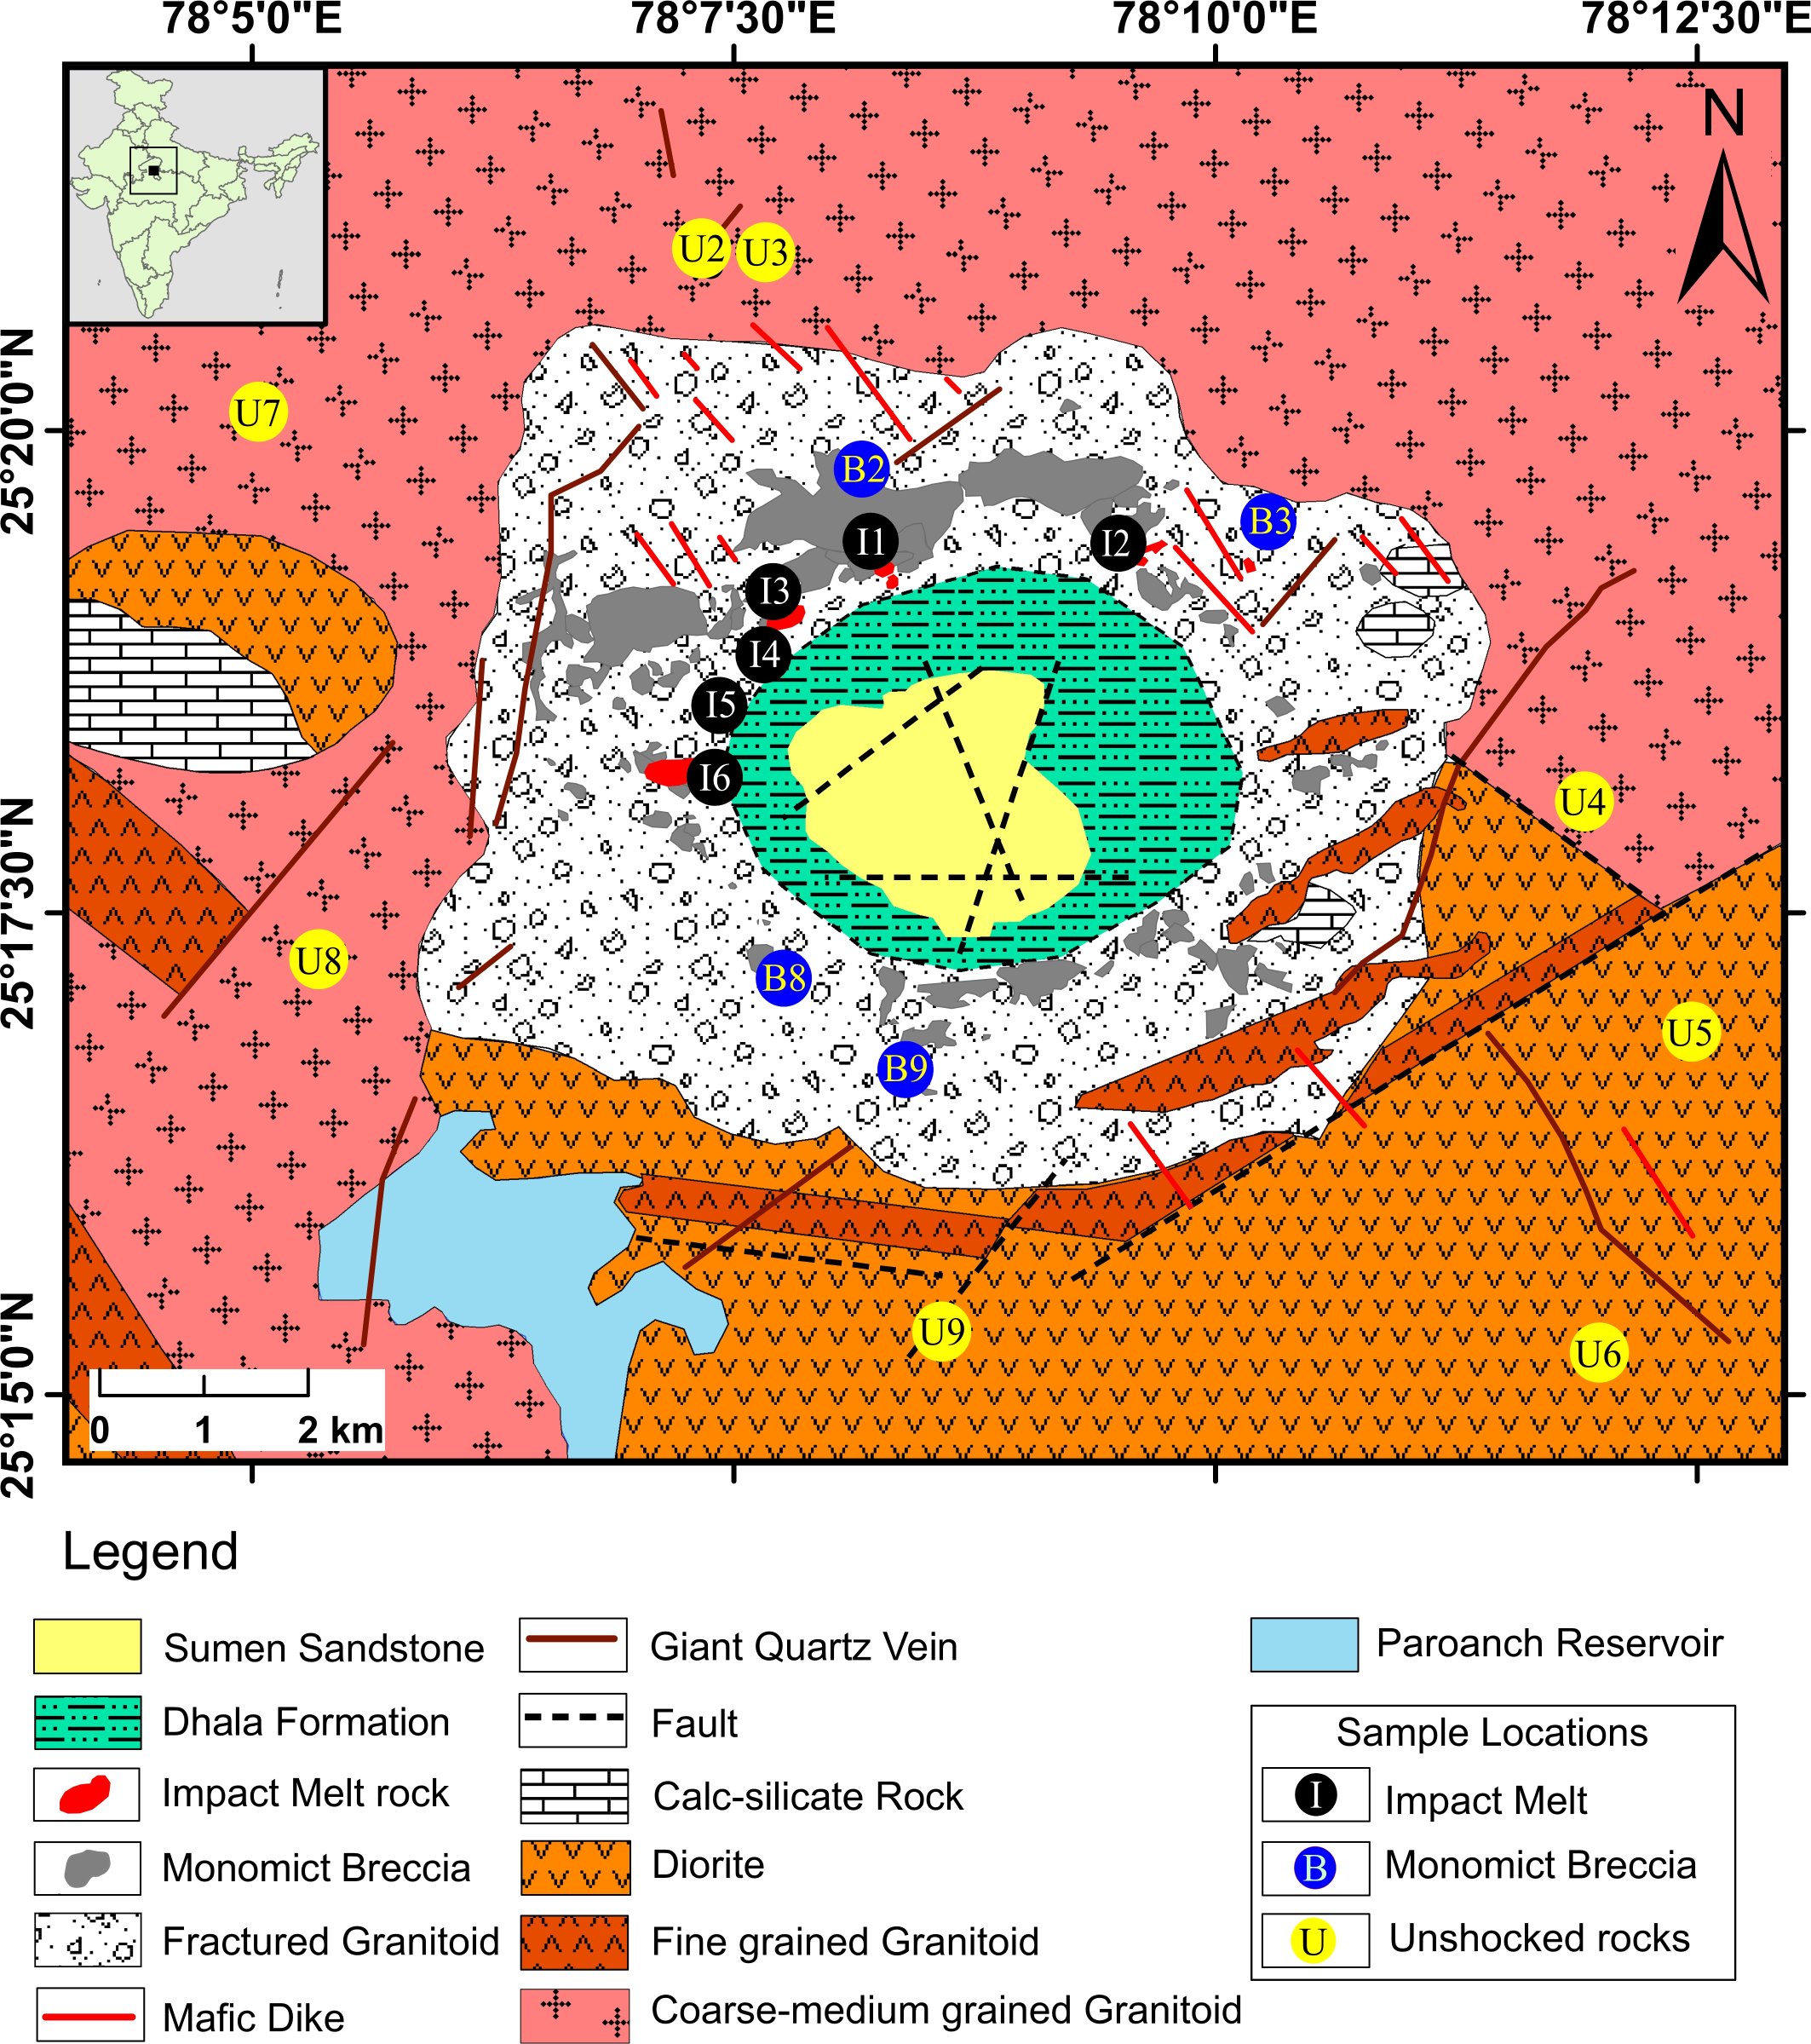 78°5'0"E 78°7'30"E 78°10'0"E 78°12'30"E
N
U2 U3
25°20'0"N
U7
B2
B3
I1
I2
I3
I4
I5
I6
U4
25°17'30"N
U8
B8
U5
B9
U9
U6
25°15'0"N
0 1 2 km
Legend
Sumen Sandstone
Dhala Formation
Impact Melt rock
Monomict Breccia
Fractured Granitoid
Mafic Dike
Giant Quartz Vein
Fault
Calc-silicate Rock
Diorite
Fine grained Granitoid
Coarse-medium grained Granitoid
Paroanch Reservoir
Sample Locations
I Impact Melt
B Monomict Breccia
U Unshocked rocks